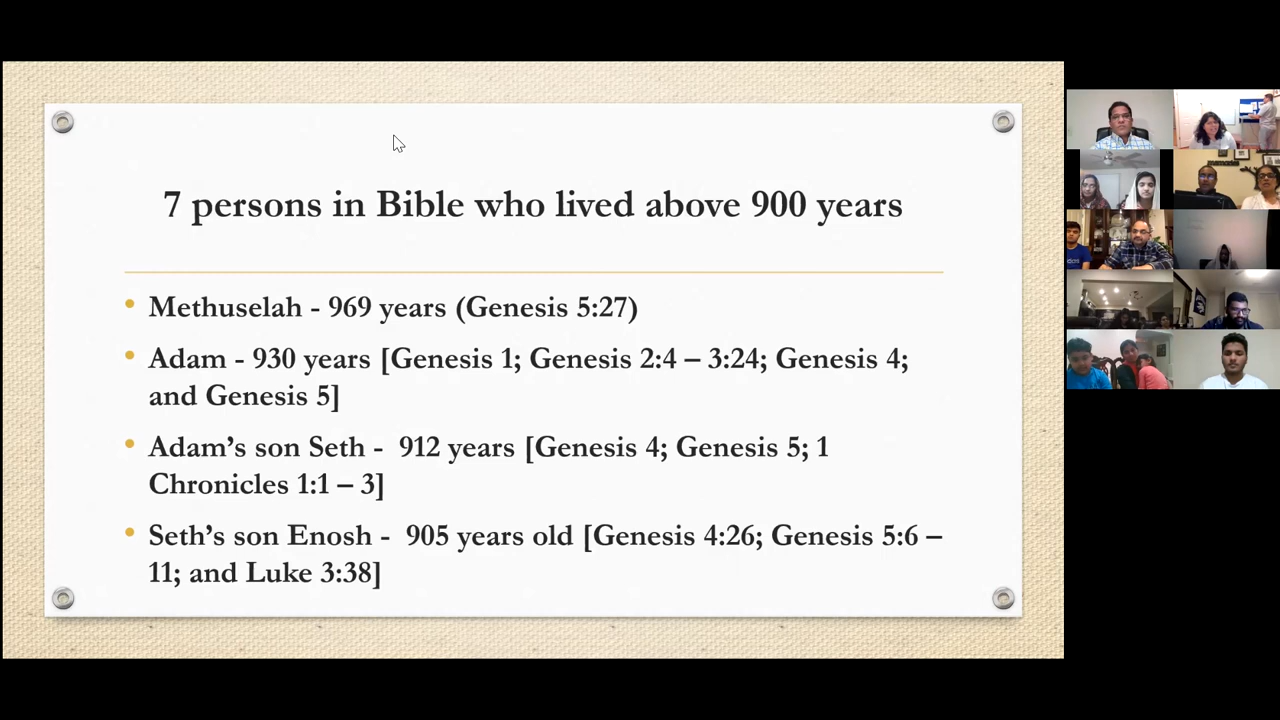 7 persons in Bible who lived above 900 years
• Methuselah - 969 years (Genesis 5:27)
• Adam - 930 years [Genesis 1; Genesis 2:4 – 3:24; Genesis 4;
and Genesis 5]
• Adam’s son Seth -  912 years [Genesis 4; Genesis 5; 1
Chronicles 1:1 – 3]
• Seth’s son Enosh -  905 years old [Genesis 4:26; Genesis 5:6 –
11; and Luke 3:38]